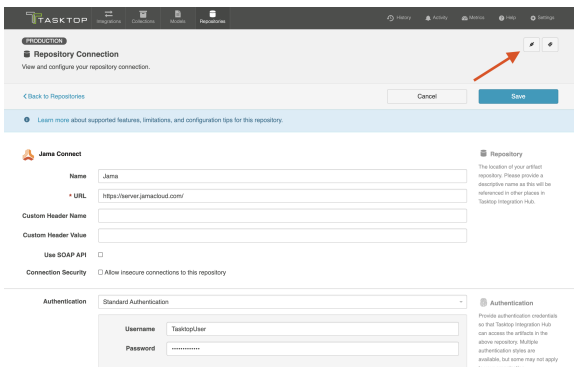 TASKTOP
Integrations
Collections
Models
Repositories
History
Activity
Metrics
Help
Settings
PRODUCTION
Repository Connection
View and configure your repository connection.
Back to Repositories
Cancel
Save
Learn more about supported features, limitations, and configuration tips for this repository.
Jama Connect
Name
Jama
* URL
https://server.jamacloud.com/
Custom Header Name
Custom Header Value
Use SOAP API
Connection Security
Allow insecure connections to this repository
Repository
The location of your artifact
repository. Please provide a
descriptive name as this will be
referenced in other places in
Tasktop Integration Hub.
Authentication
Standard Authentication
Username
TasktopUser
Password
•••••••••••••
Authentication
Provide authentication credentials
so that Tasktop Integration Hub
can access the artifacts in the
above repository. Multiple
authentication styles are
available, but some may not apply